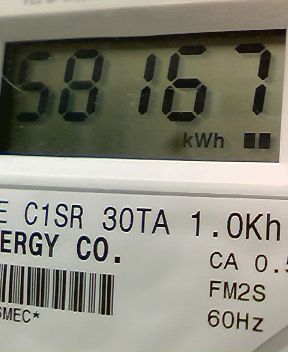 58167
kWh
E C1SR 30TA 1.0Kh
ERGY CO.
CA 0.5
FM2S
60Hz
SMEC*